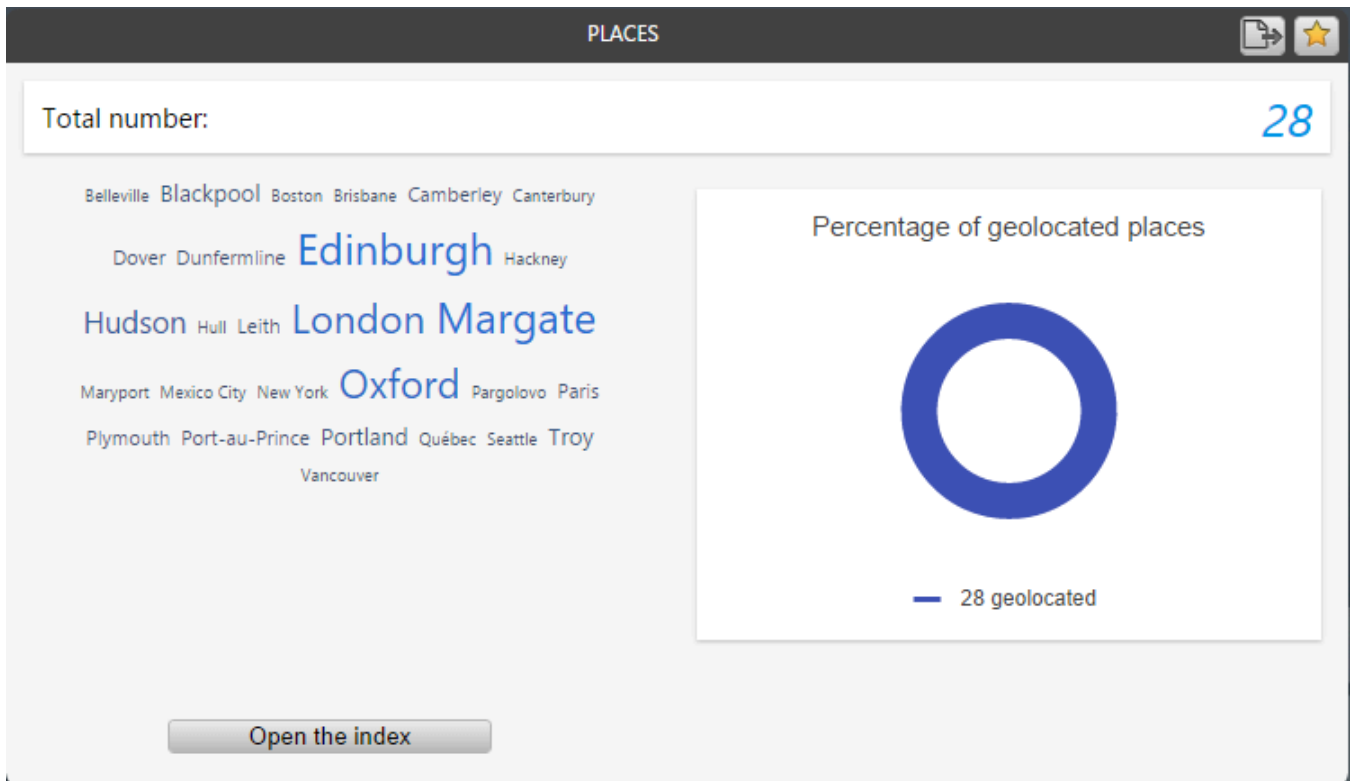 PLACES
Total number:
28
Belleville Blackpool Boston Brisbane Camberley Canterbury
Dover Dunfermline Edinburgh Hackney
Hudson Hull Leith London Margate
Maryport Mexico City New York Oxford Pargolovo Paris
Plymouth Port-au-Prince Portland Québec Seattle Troy
Vancouver
Percentage of geolocated places
28 geolocated
Open the index